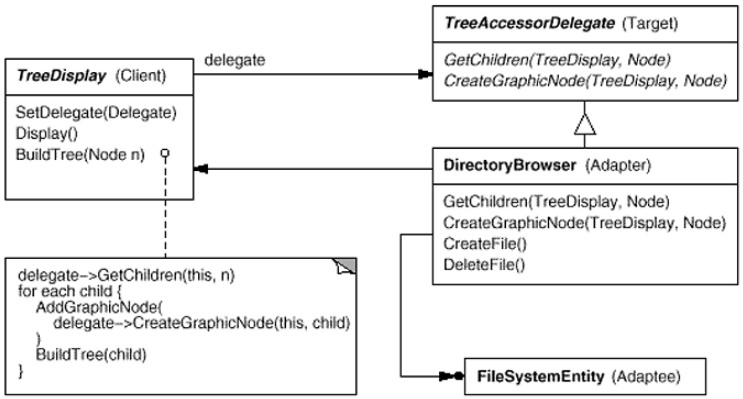 TreeAccessorDelegate (Target)
GetChildren(TreeDisplay, Node)
CreateGraphicNode(TreeDisplay, Node)
delegate
TreeDisplay (Client)
SetDelegate(Delegate)
Display()
BuildTree(Node n)
DirectoryBrowser (Adapter)
GetChildren(TreeDisplay, Node)
CreateGraphicNode(TreeDisplay, Node)
CreateFile()
DeleteFile()
delegate->GetChildren(this, n)
for each child {
AddGraphicNode(
delegate->CreateGraphicNode(this, child)
)
BuildTree(child)
}
FileSystemEntity (Adaptee)